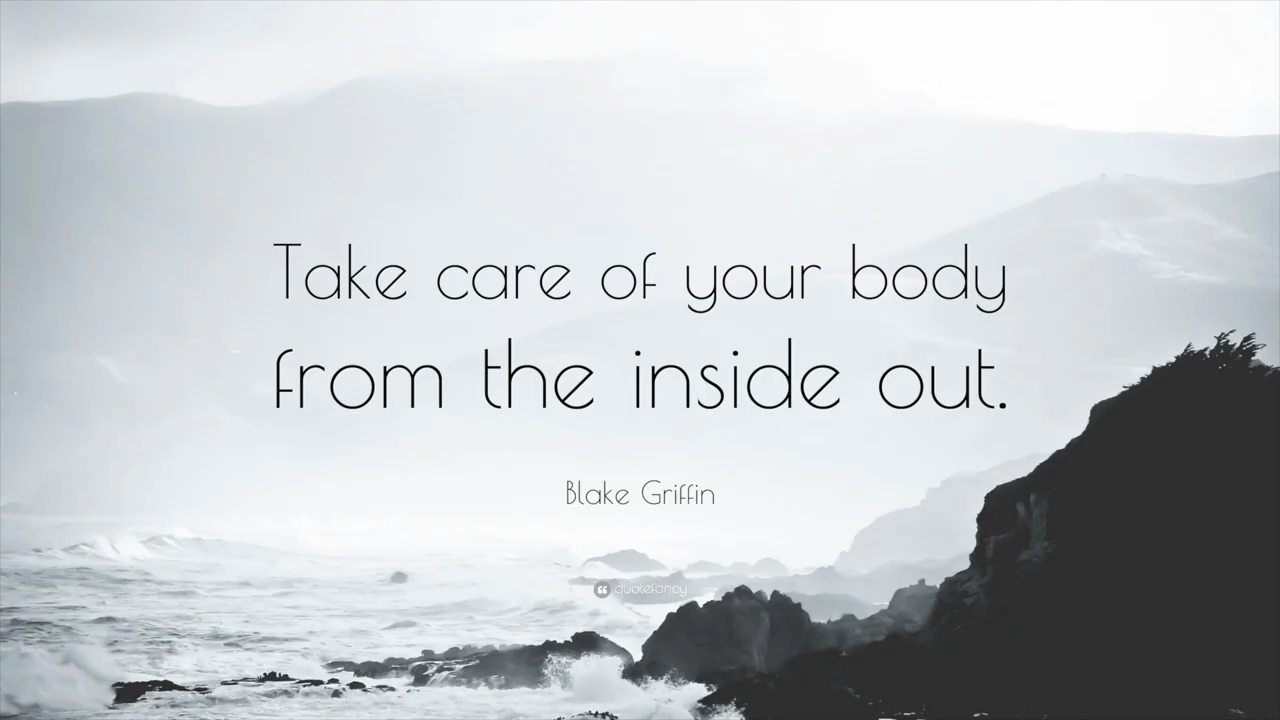 Take care of your body
from the inside out.
Blake Griffin
quotefancy